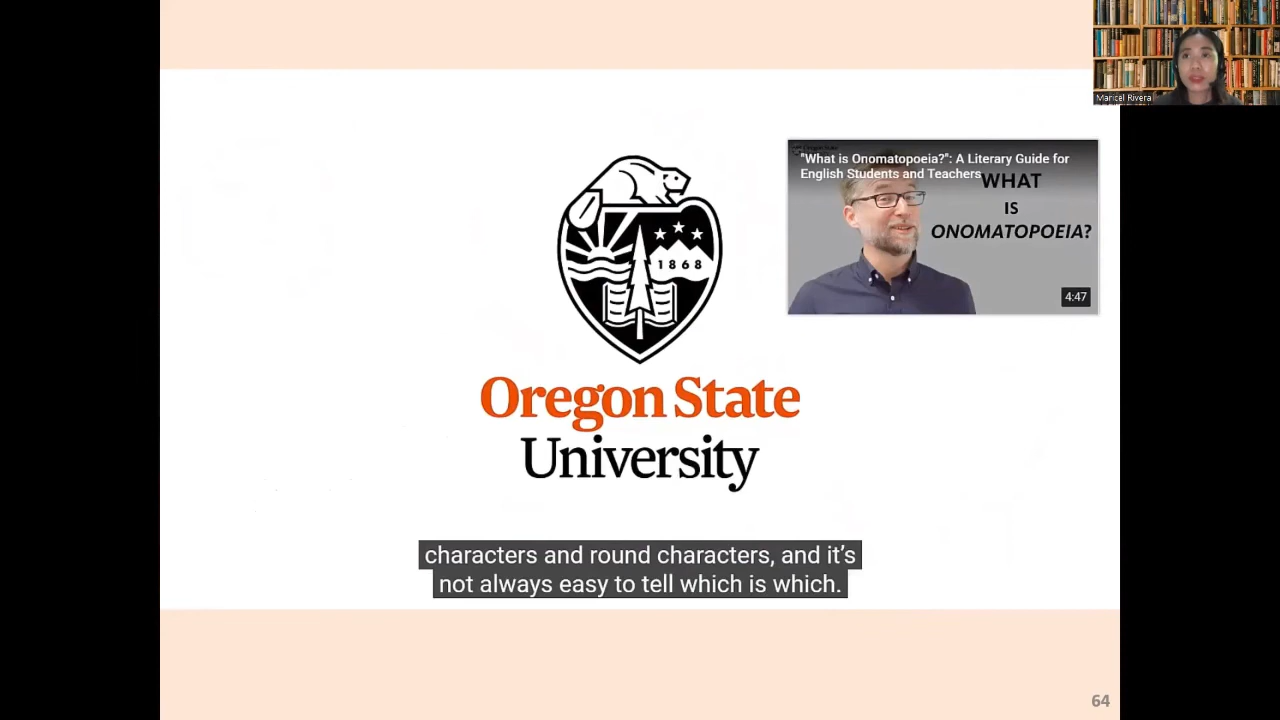 Maricel Rivera
"What is Onomatopoeia?": A Literary Guide for
English Students and Teachers
WHAT
IS
ONOMATOPOEIA?
4:47
1868
Oregon State
University
characters and round characters, and it's
not always easy to tell which is which.
64